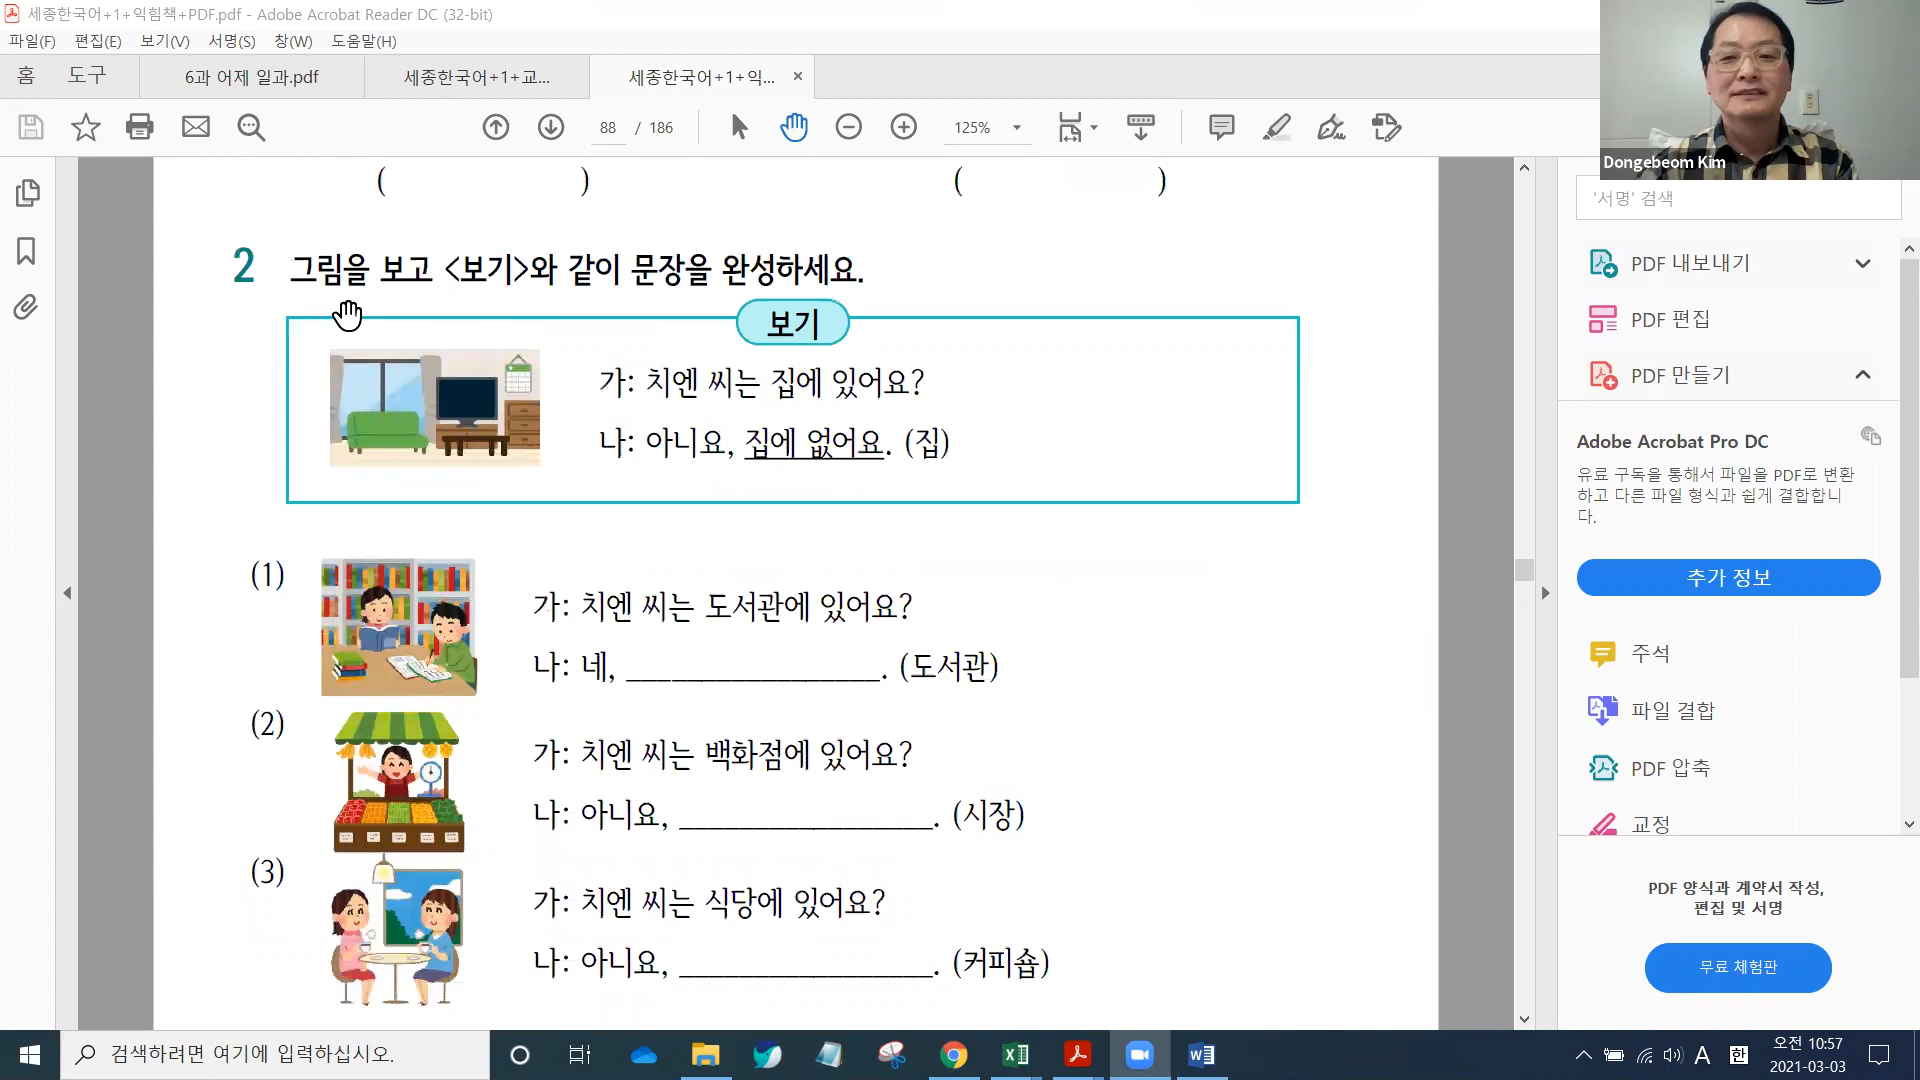 세종한국어+1+익힘책+PDF.pdf - Adobe Acrobat Reader DC (32-bit)
파일(F) 편집(E) 보기(V) 서명(S) 창(W) 도움말(H)
홈 도구 6과 어제 일과.pdf 세종한국어+1+교... 세종한국어+1+익... ×
88 / 186 125%
Dongebeom Kim
( ) ( )
'서명' 검색
2 그림을 보고 <보기>와 같이 문장을 완성하세요.
보기
가: 치엔 씨는 집에 있어요?
나: 아니요, 집에 없어요. (집)
(1)
가: 치엔 씨는 도서관에 있어요?
나: 네, ___________________. (도서관)
(2)
가: 치엔 씨는 백화점에 있어요?
나: 아니요, ___________________. (시장)
(3)
가: 치엔 씨는 식당에 있어요?
나: 아니요, ___________________. (커피숍)
PDF 내보내기
PDF 편집
PDF 만들기
Adobe Acrobat Pro DC
유료 구독을 통해서 파일을 PDF로 변환
하고 다른 파일 형식과 쉽게 결합합니
다.
추가 정보
주석
파일 결합
PDF 압축
교정
PDF 양식과 계약서 작성,
편집 및 서명
무료 체험판
검색하려면 여기에 입력하십시오.
A 한
오전 10:57
2021-03-03